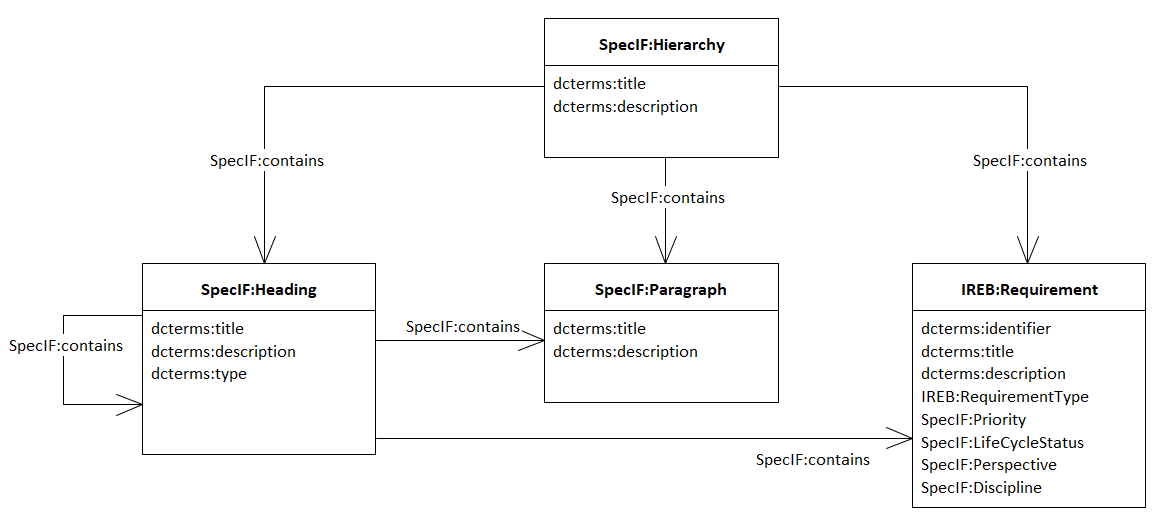 SpecIF:Hierarchy
dcterms:title
dcterms:description
SpecIF:contains
SpecIF:contains
SpecIF:contains
SpecIF:Heading
dcterms:title
dcterms:description
dcterms:type
SpecIF:contains
SpecIF:contains
SpecIF:Paragraph
dcterms:title
dcterms:description
IREB:Requirement
dcterms:identifier
dcterms:title
dcterms:description
IREB:RequirementType
SpecIF:Priority
SpecIF:LifeCycleStatus
SpecIF:Perspective
SpecIF:Discipline
SpecIF:contains